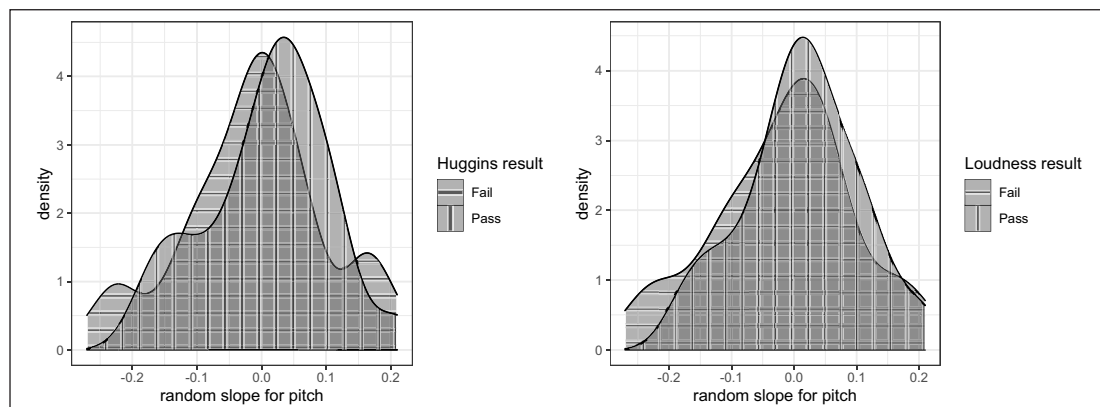 4
3
2
1
0
density
-0.2 -0.1 0.0 0.1 0.2
random slope for pitch
Huggins result
Fail
Pass
4
3
2
1
0
density
-0.2 -0.1 0.0 0.1 0.2
random slope for pitch
Loudness result
Fail
Pass